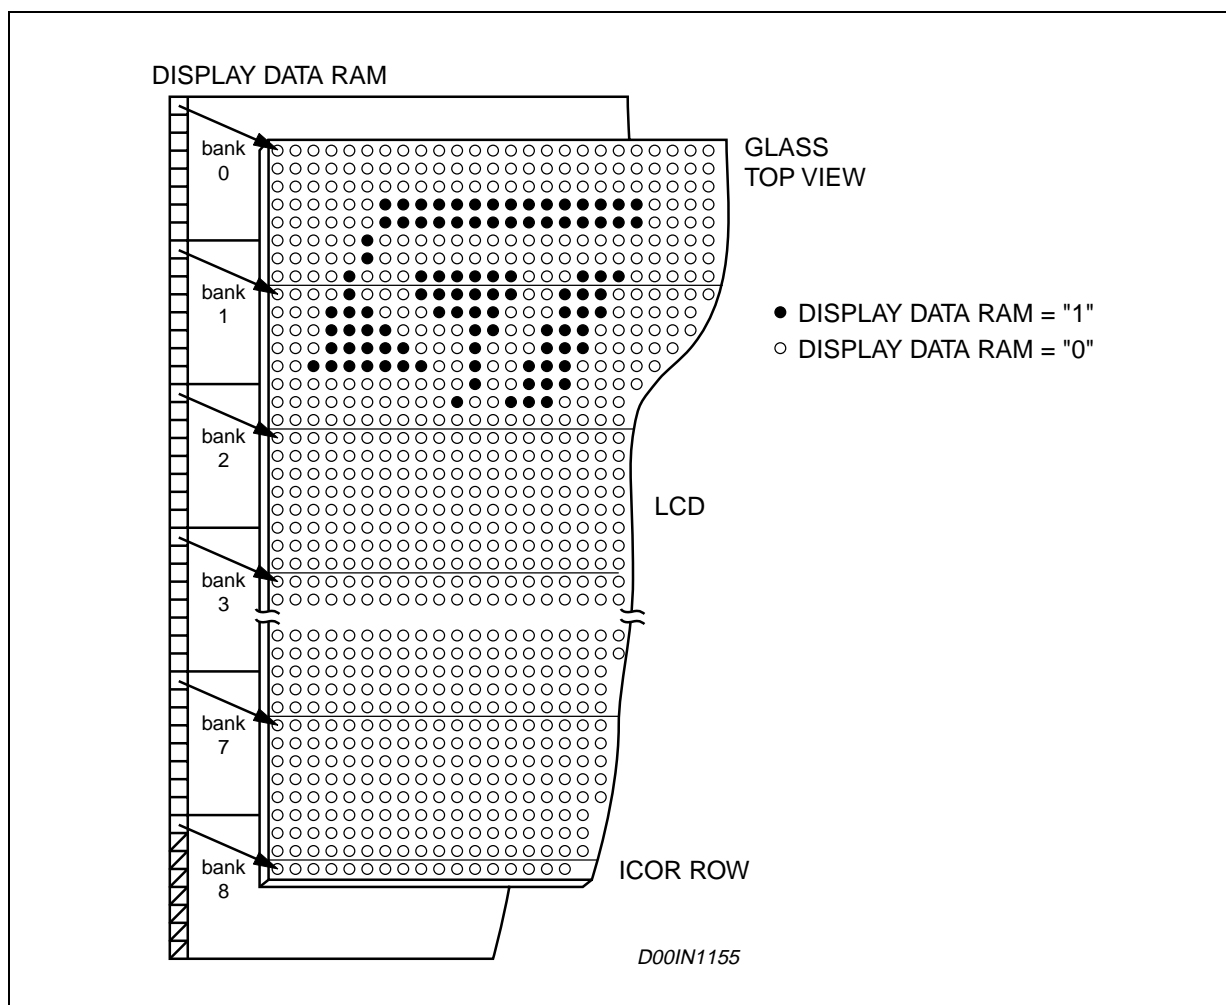 DISPLAY DATA RAM
GLASS
TOP VIEW
bank
0
bank
1
● DISPLAY DATA RAM = "1"
○ DISPLAY DATA RAM = "0"
bank
2
LCD
bank
3
bank
7
bank
8
ICOR ROW
D00IN1155